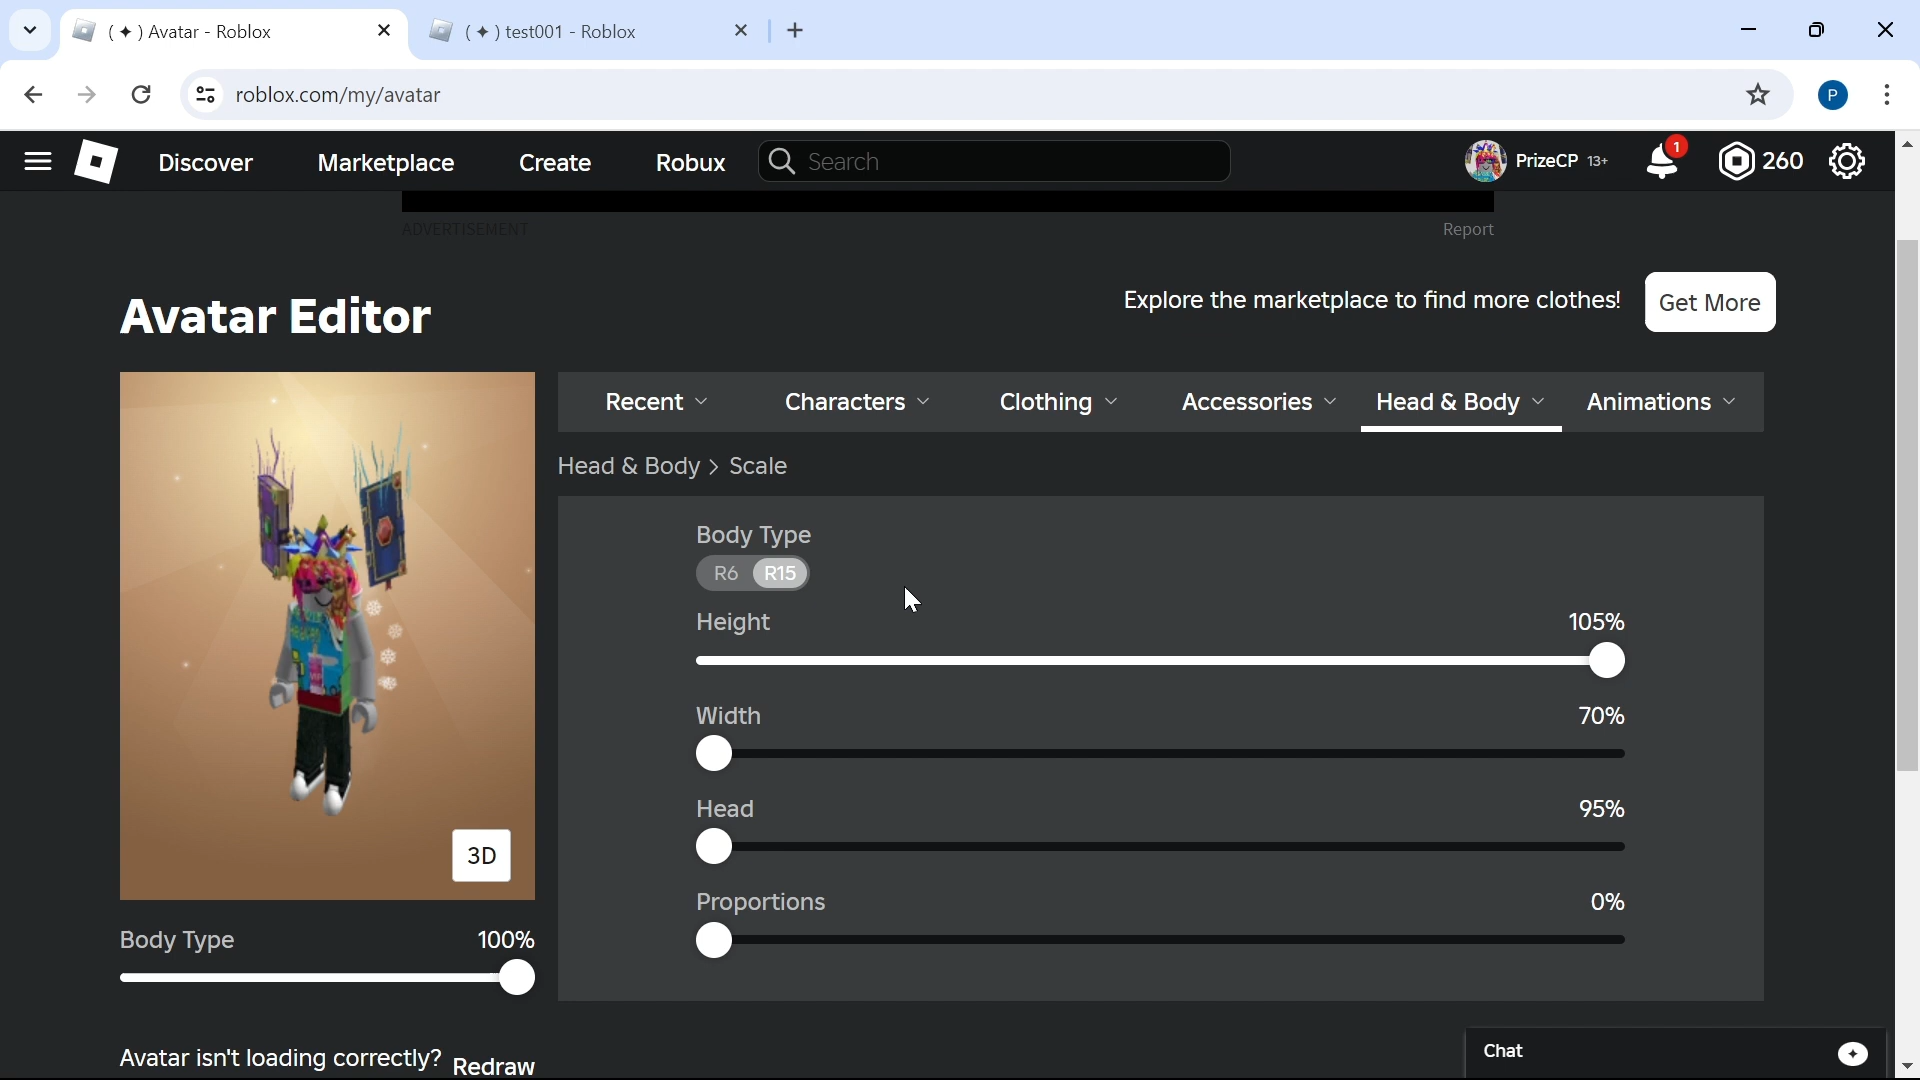 ( ✦ ) Avatar - Roblox
( ✦ ) test001 - Roblox
roblox.com/my/avatar
P
Discover
Marketplace
Create
Robux
Search
PrizeCP 13+
1
260
ADVERTISEMENT
Report
Avatar Editor
Explore the marketplace to find more clothes!
Get More
Recent
Characters
Clothing
Accessories
Head & Body
Animations
Head & Body > Scale
Body Type
R6 R15
Height 105%
Width 70%
Head 95%
Proportions 0%
VIP
3D
Body Type 100%
Avatar isn't loading correctly? Redraw
Chat